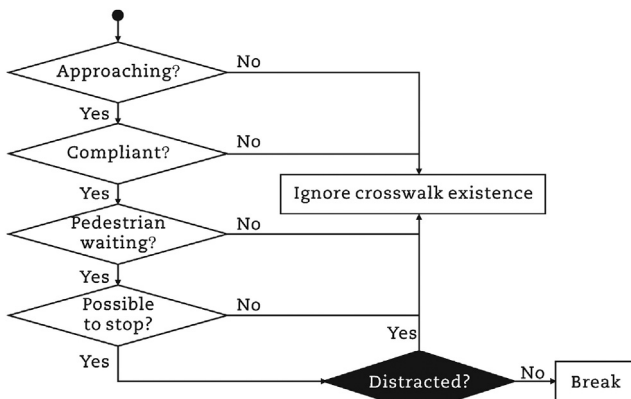 Approaching?
No
Yes
Compliant?
No
Yes
Ignore crosswalk existence
Pedestrian
waiting?
No
Yes
Possible
to stop?
No
Yes
Yes
Distracted?
No
Break